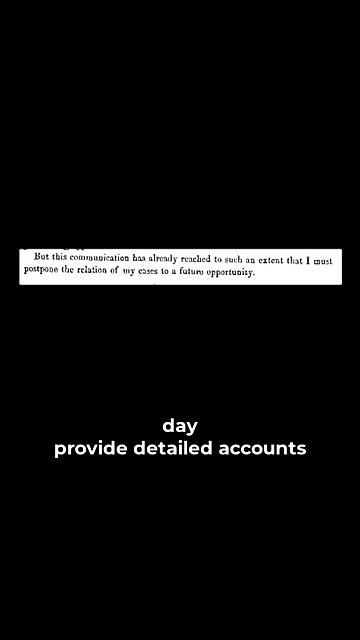 But this communication has already reached to such an extent that I must
postpone the relation of my cases to a future opportunity.
day
provide detailed accounts